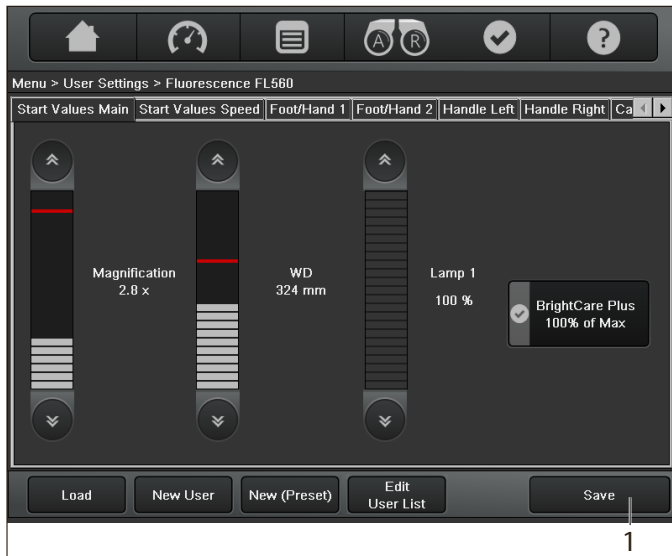 A R ?
Menu > User Settings > Fluorescence FL560
Start Values Main Start Values Speed Foot/Hand 1 Foot/Hand 2 Handle Left Handle Right Ca
Magnification
2.8 x
WD
324 mm
Lamp 1
100 %
BrightCare Plus
100% of Max
Load
New User
New (Preset)
Edit
User List
Save
1